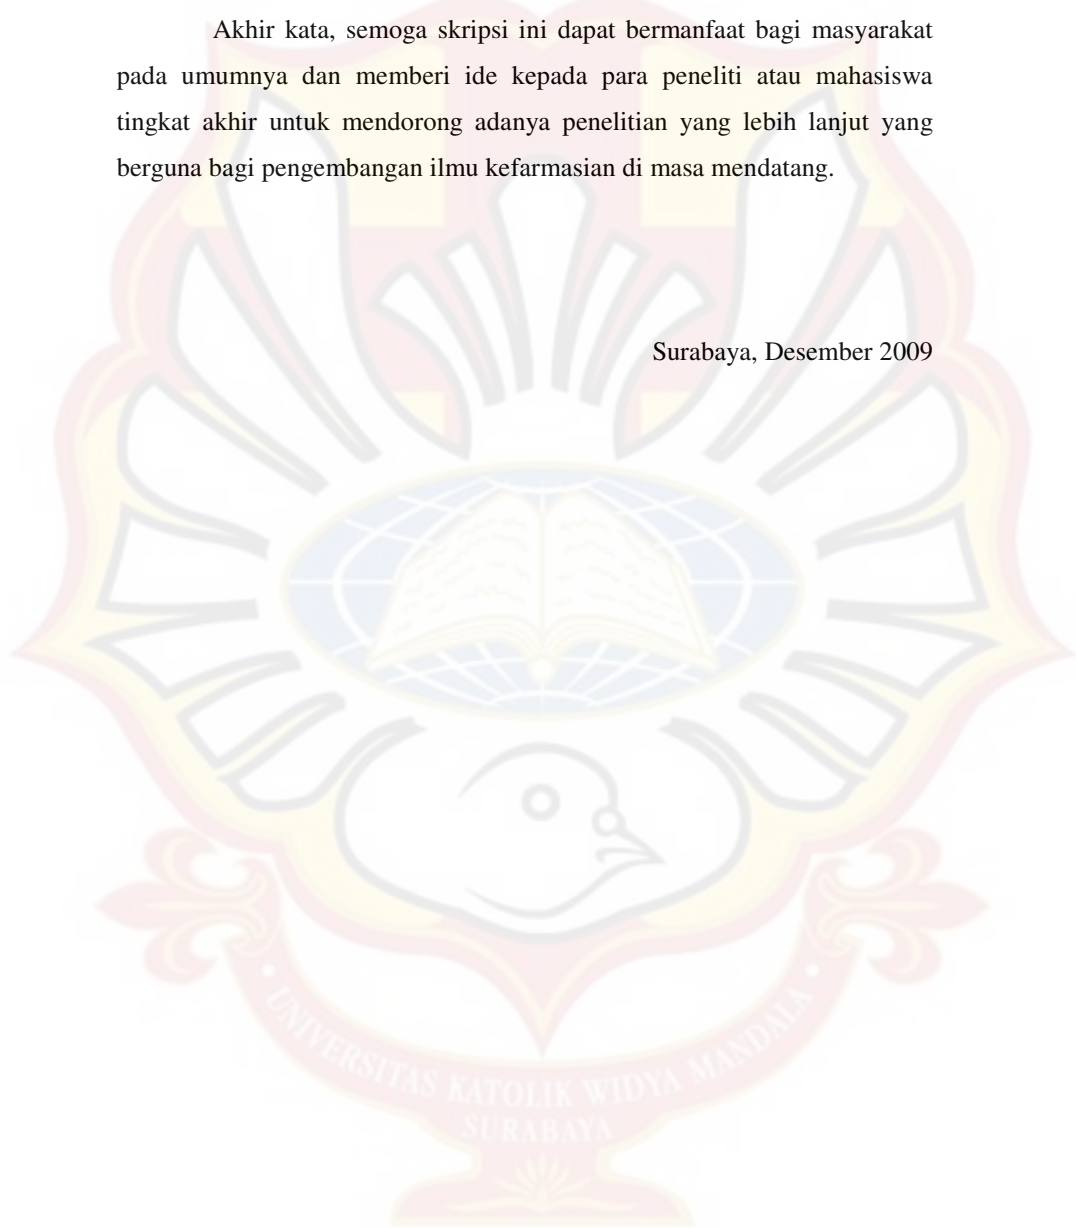 Akhir kata, semoga skripsi ini dapat bermanfaat bagi masyarakat
pada umumnya dan memberi ide kepada para peneliti atau mahasiswa
tingkat akhir untuk mendorong adanya penelitian yang lebih lanjut yang
berguna bagi pengembangan ilmu kefarmasian di masa mendatang.
Surabaya, Desember 2009
• UNIVERSITAS KATOLIK WIDYA MANDALA •
SURABAYA